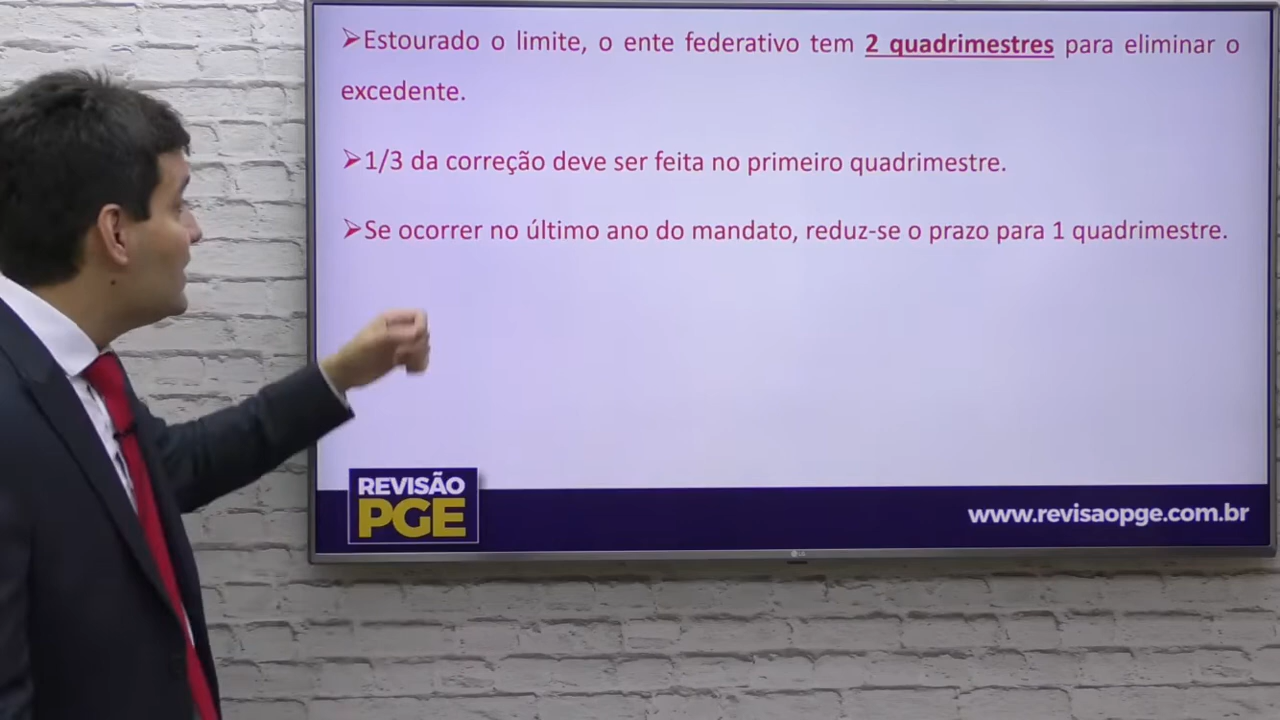 ➢Estourado o limite, o ente federativo tem 2 quadrimestres para eliminar o
excedente.
➢1/3 da correção deve ser feita no primeiro quadrimestre.
➢Se ocorrer no último ano do mandato, reduz-se o prazo para 1 quadrimestre.
REVISÃO
PGE
www.revisaopge.com.br
LG